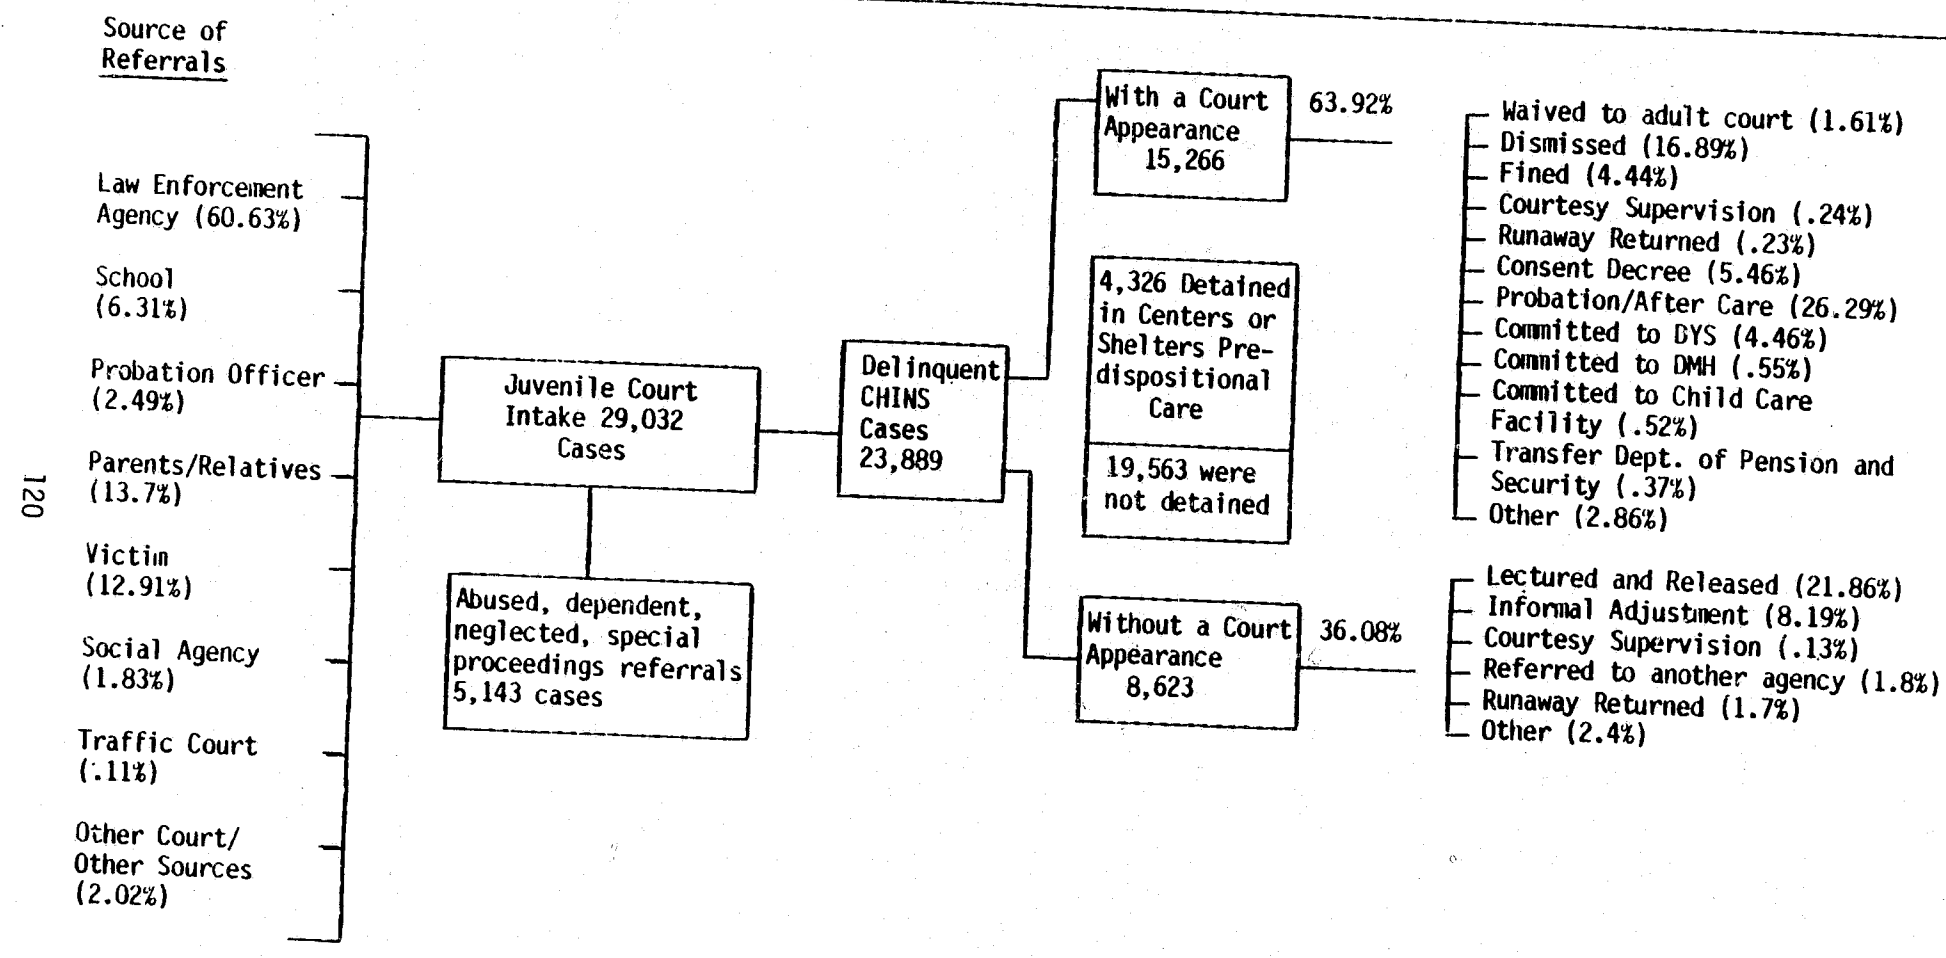 Source of
Referrals
Law Enforcement
Agency (60.63%)
School
(6.31%)
Probation Officer
(2.49%)
Parents/Relatives
(13.7%)
Victim
(12.91%)
Social Agency
(1.83%)
Traffic Court
(.11%)
Other Court/
Other Sources
(2.02%)
120
Juvenile Court
Intake 29,032
Cases
Abused, dependent,
neglected, special
proceedings referrals
5,143 cases
Delinquent
CHINS
Cases
23,889
With a Court
Appearance
15,266
63.92%
4,326 Detained
in Centers or
Shelters Pre-
dispositional
Care
19,563 were
not detained
Without a Court
Appearance
8,623
36.08%
Waived to adult court (1.61%)
Dismissed (16.89%)
Fined (4.44%)
Courtesy Supervision (.24%)
Runaway Returned (.23%)
Consent Decree (5.46%)
Probation/After Care (26.29%)
Committed to DYS (4.46%)
Committed to DMH (.55%)
Committed to Child Care
Facility (.52%)
Transfer Dept. of Pension and
Security (.37%)
Other (2.86%)
Lectured and Released (21.86%)
Informal Adjustment (8.19%)
Courtesy Supervision (.13%)
Referred to another agency (1.8%)
Runaway Returned (1.7%)
Other (2.4%)